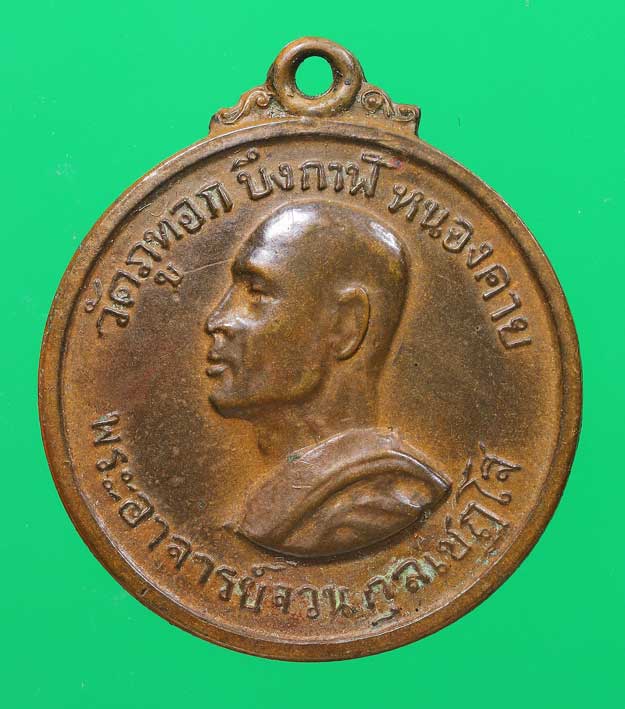 วัดภูทอก บึงกาฬ หนองคาย
พระอาจารย์จวน กุลเชฏโฐ